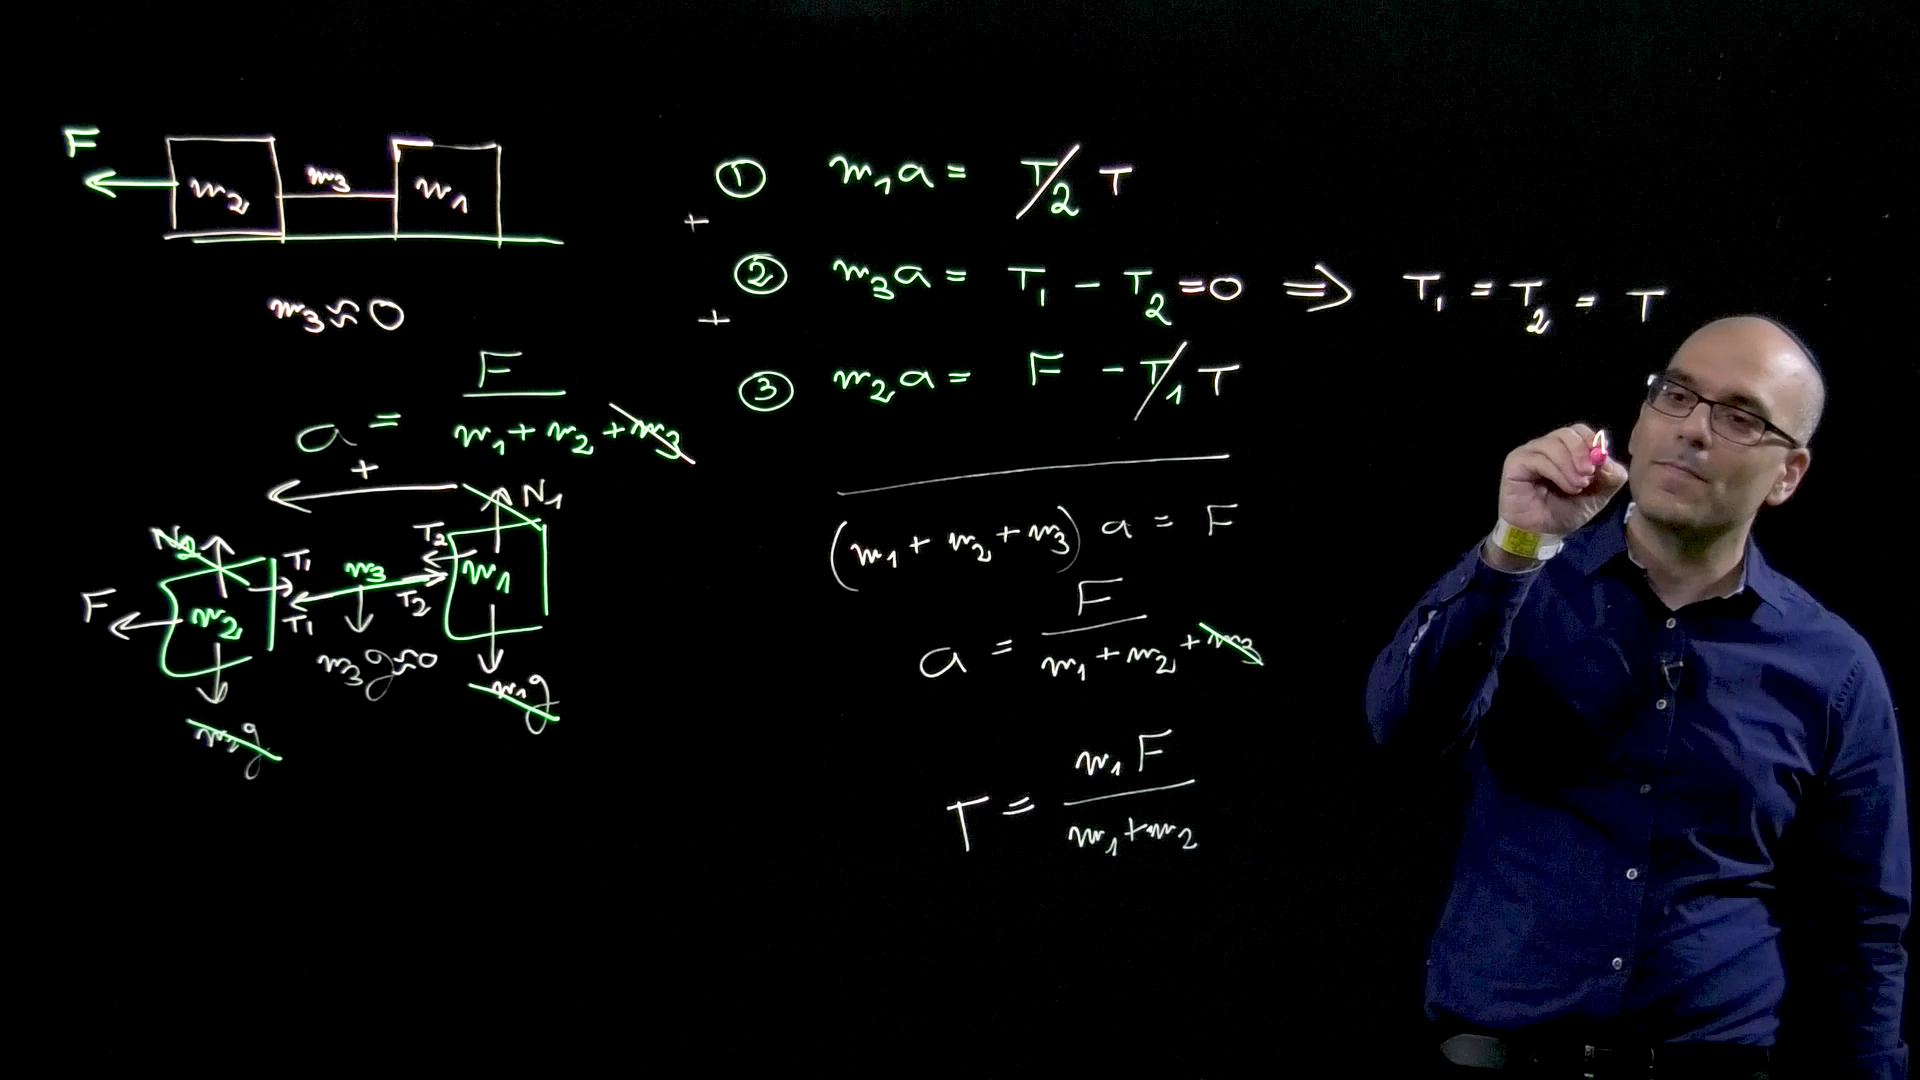 F
m₂ m₃ m₁
m₃ ≈ 0
a = F / (m₁ + m₂ + m₃)
+
N₂ T₁ m₃ T₂ N₁
F m₂ T₁ T₂ m₁
m₂g m₃g ≈ 0 m₁g
① m₁a = T₂ T
+
② m₃a = T₁ - T₂ = 0 ⇒ T₁ = T₂ = T
+
③ m₂a = F - T₁ T
(m₁ + m₂ + m₃) a = F
a = F / (m₁ + m₂ + m₃)
T = m₁F / (m₁ + m₂)